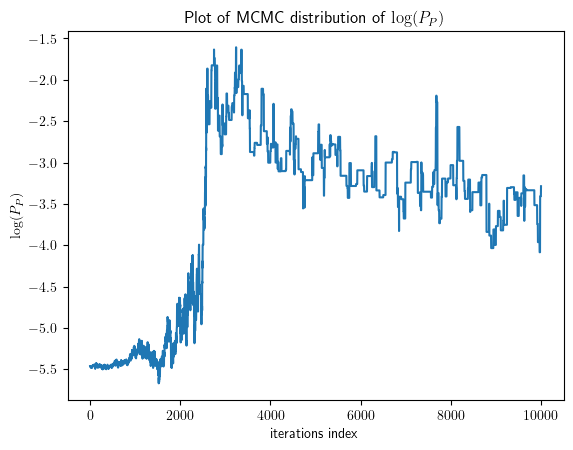 Plot of MCMC distribution of log(P_P)
log(P_P)
−1.5
−2.0
−2.5
−3.0
−3.5
−4.0
−4.5
−5.0
−5.5
0 2000 4000 6000 8000 10000
iterations index